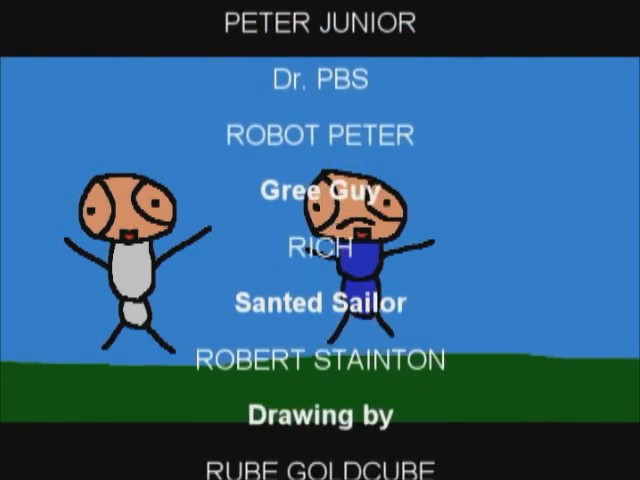 PETER JUNIOR
Dr. PBS
ROBOT PETER
Gree Guy
RICH
Santed Sailor
ROBERT STAINTON
Drawing by
RUBE GOLDCUBE